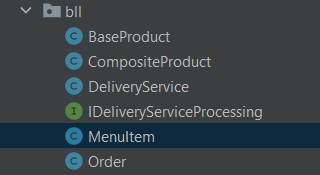 bll
C BaseProduct
C CompositeProduct
C DeliveryService
I IDeliveryServiceProcessing
C MenuItem
C Order